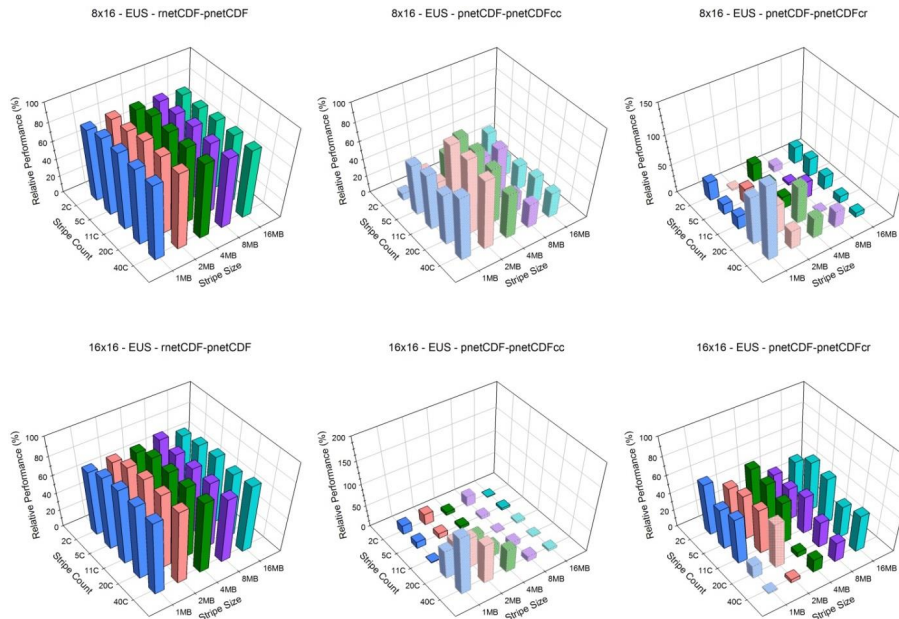 8x16 - EUS - rnetCDF-pnetCDF
Relative Performance (%)
100
80
60
40
20
0
2C
5C
11C
20C
40C
Stripe Count
1MB
2MB
4MB
8MB
16MB
Stripe Size
8x16 - EUS - pnetCDF-pnetCDFcc
Relative Performance (%)
100
80
60
40
20
0
2C
5C
11C
20C
40C
Stripe Count
1MB
2MB
4MB
8MB
16MB
Stripe Size
8x16 - EUS - pnetCDF-pnetCDFcr
Relative Performance (%)
150
100
50
0
2C
5C
11C
20C
40C
Stripe Count
1MB
2MB
4MB
8MB
16MB
Stripe Size
16x16 - EUS - rnetCDF-pnetCDF
Relative Performance (%)
100
80
60
40
20
0
2C
5C
11C
20C
40C
Stripe Count
1MB
2MB
4MB
8MB
16MB
Stripe Size
16x16 - EUS - pnetCDF-pnetCDFcc
Relative Performance (%)
200
150
100
50
0
2C
5C
11C
20C
40C
Stripe Count
1MB
2MB
4MB
8MB
16MB
Stripe Size
16x16 - EUS - pnetCDF-pnetCDFcr
Relative Performance (%)
100
80
60
40
20
0
2C
5C
11C
20C
40C
Stripe Count
1MB
2MB
4MB
8MB
16MB
Stripe Size